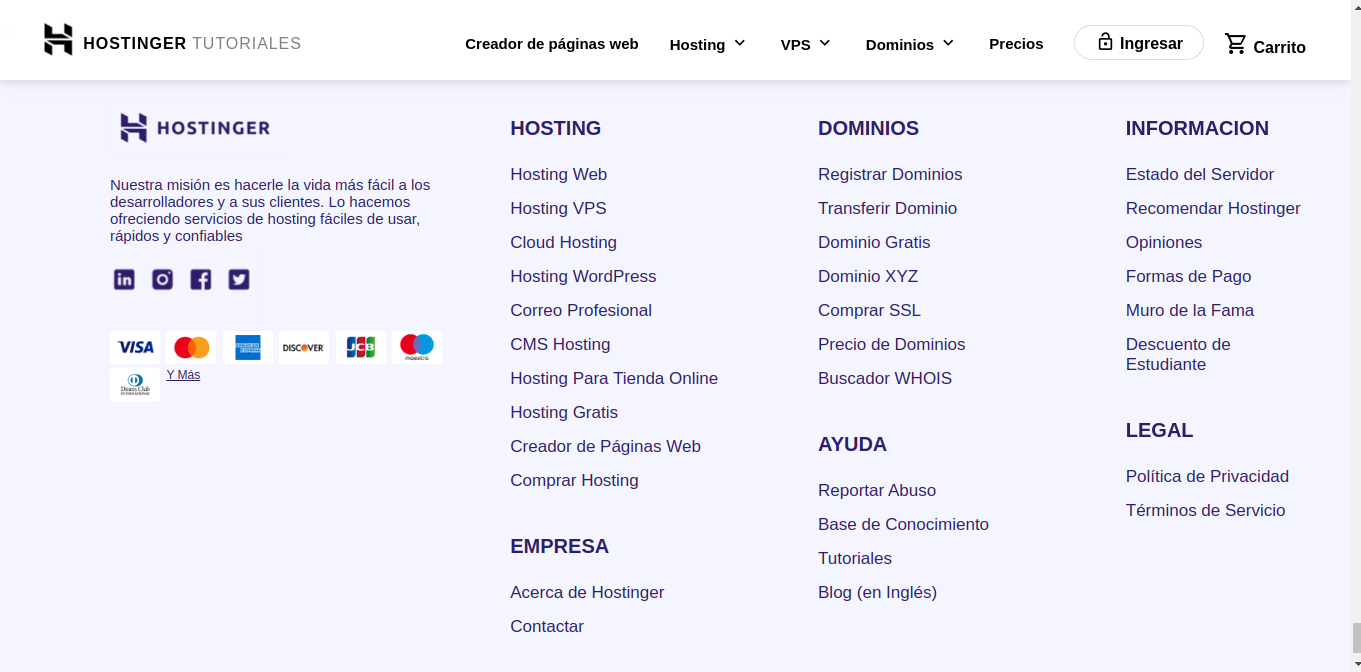 HOSTINGER TUTORIALES
Creador de páginas web
Hosting
VPS
Dominios
Precios
Ingresar
Carrito
HOSTINGER
Nuestra misión es hacerle la vida más fácil a los
desarrolladores y a sus clientes. Lo hacemos
ofreciendo servicios de hosting fáciles de usar,
rápidos y confiables
VISA
AMERICAN EXPRESS
DISCOVER
JCB
maestro
Diners Club
INTERNATIONAL
Y Más
HOSTING
Hosting Web
Hosting VPS
Cloud Hosting
Hosting WordPress
Correo Profesional
CMS Hosting
Hosting Para Tienda Online
Hosting Gratis
Creador de Páginas Web
Comprar Hosting
EMPRESA
Acerca de Hostinger
Contactar
DOMINIOS
Registrar Dominios
Transferir Dominio
Dominio Gratis
Dominio XYZ
Comprar SSL
Precio de Dominios
Buscador WHOIS
AYUDA
Reportar Abuso
Base de Conocimiento
Tutoriales
Blog (en Inglés)
INFORMACION
Estado del Servidor
Recomendar Hostinger
Opiniones
Formas de Pago
Muro de la Fama
Descuento de
Estudiante
LEGAL
Política de Privacidad
Términos de Servicio